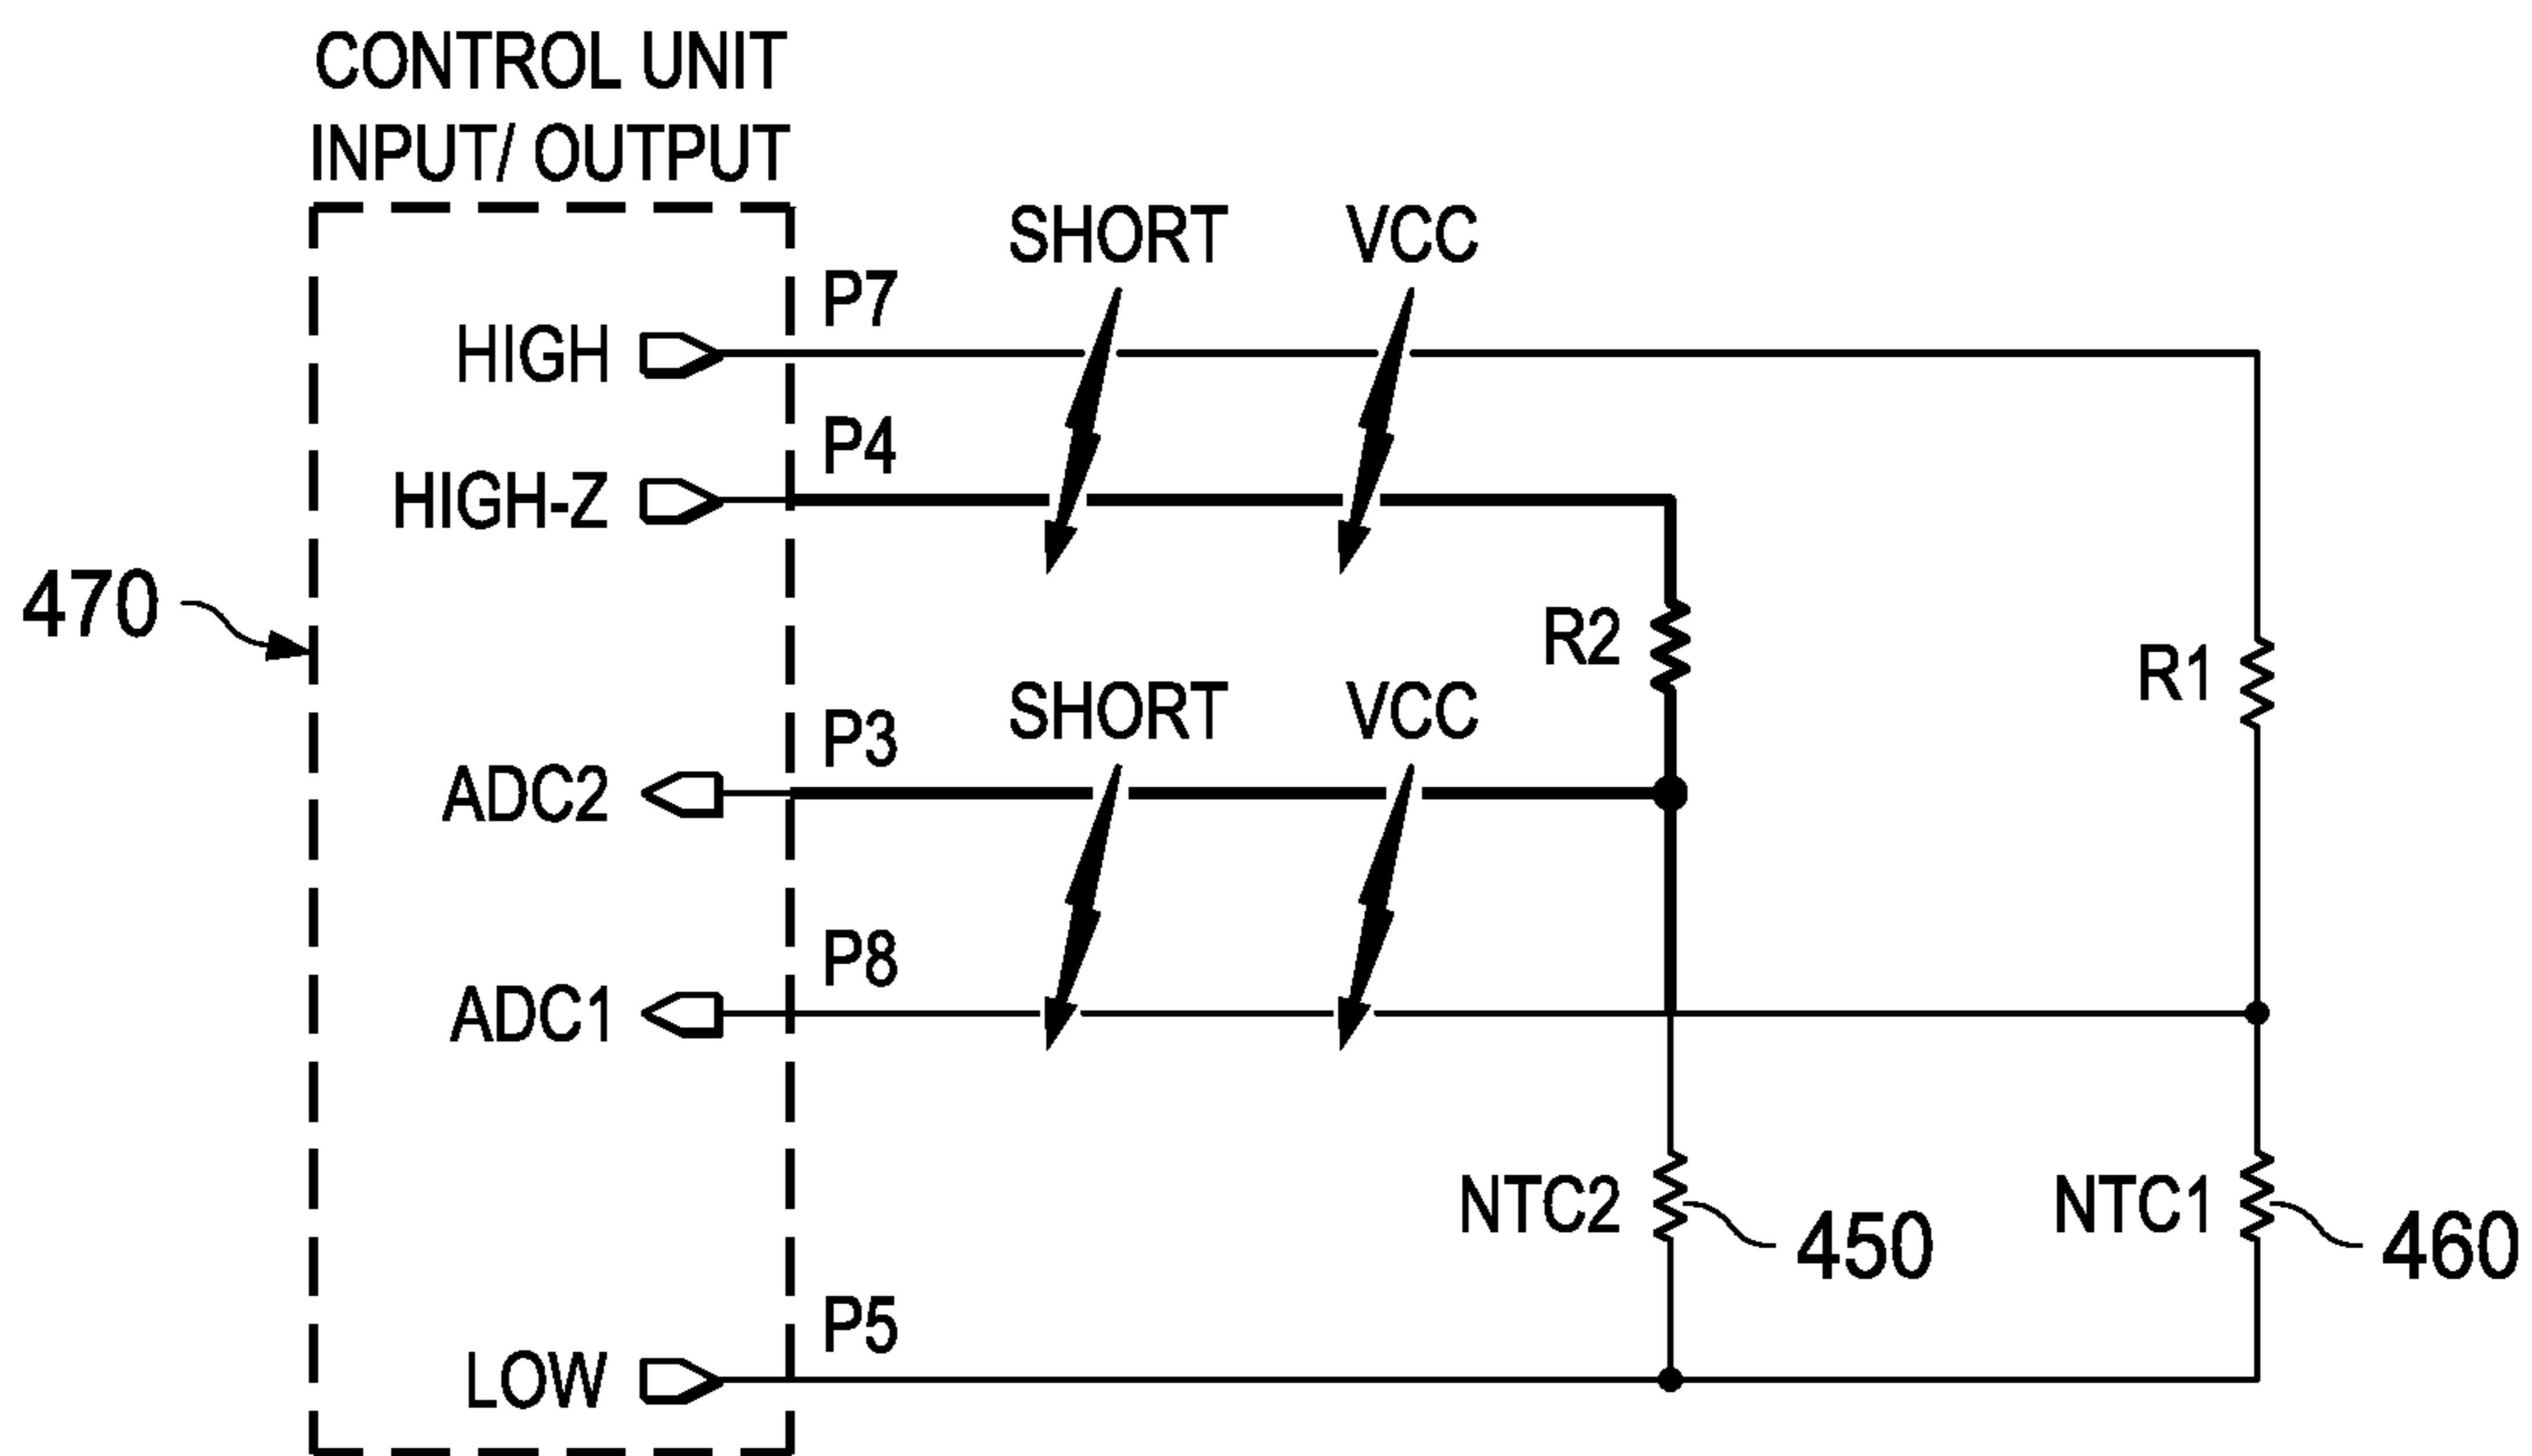 CONTROL UNIT
INPUT/ OUTPUT
SHORT VCC
P7
HIGH
P4
HIGH-Z
470
R2
R1
SHORT VCC
P3
ADC2
P8
ADC1
NTC2 450 NTC1 460
P5
LOW